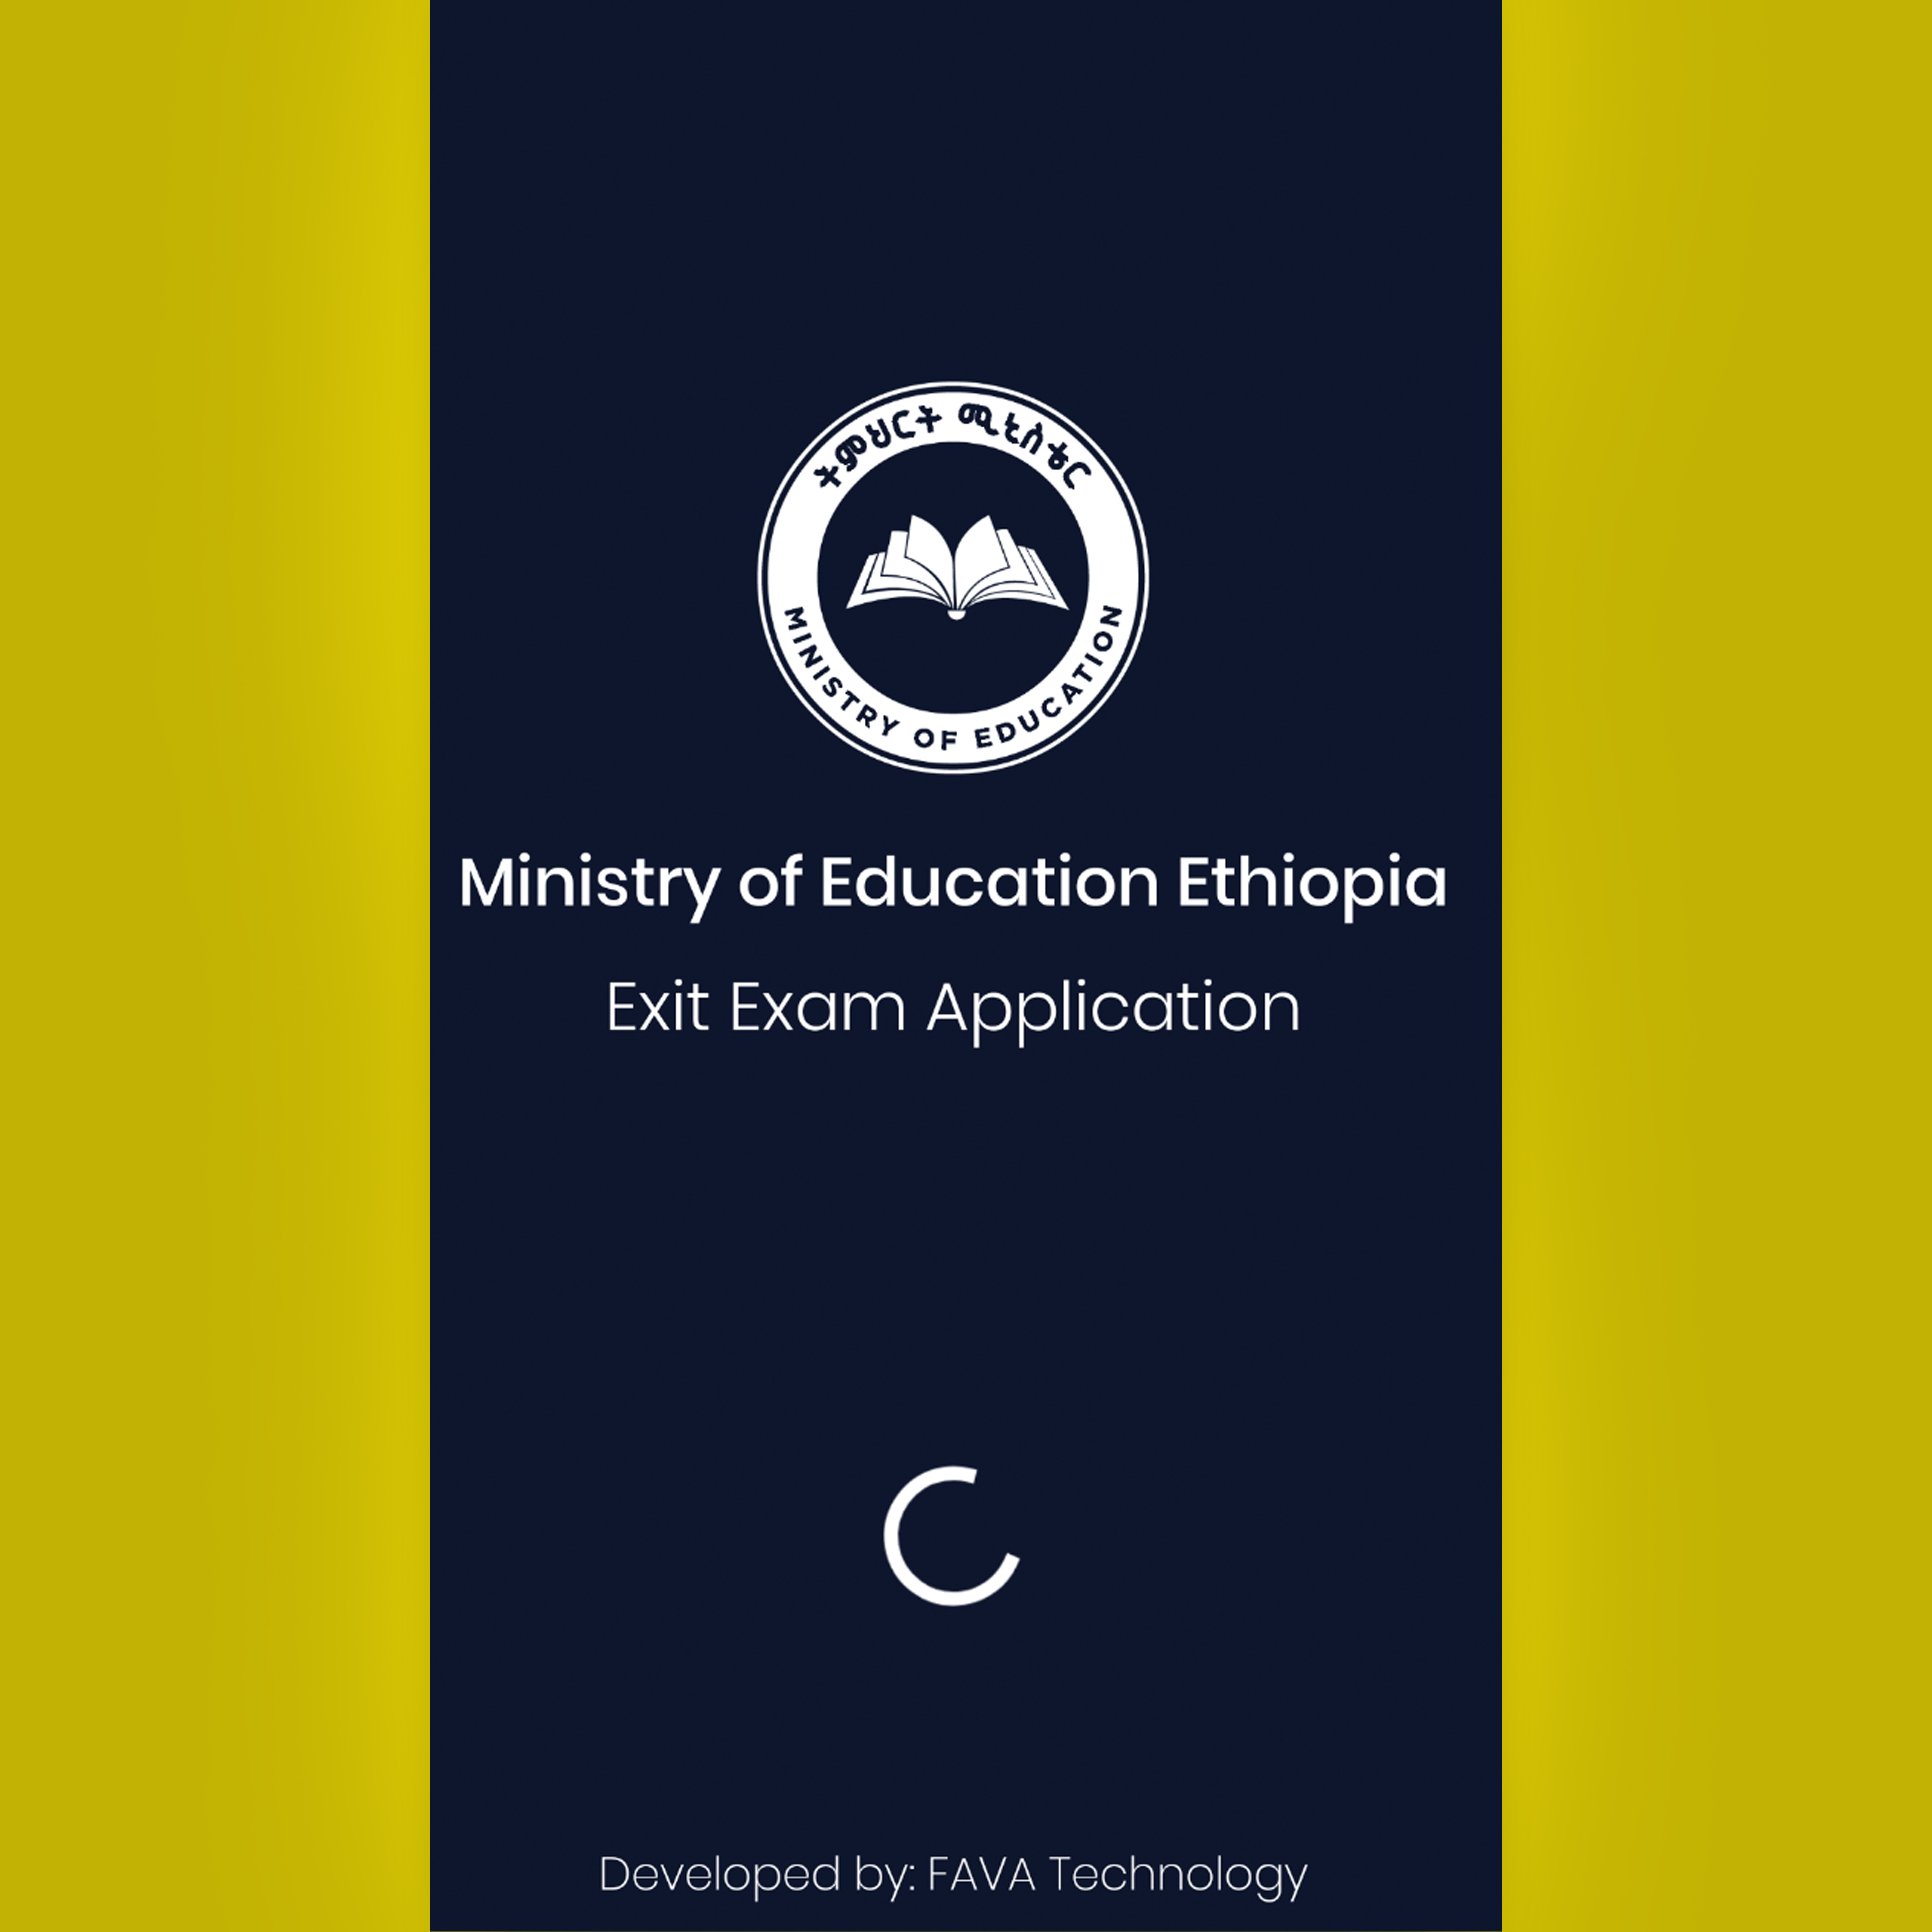 ትምህርት ሚኒስቴር
MINISTRY OF EDUCATION
Ministry of Education Ethiopia
Exit Exam Application
Developed by: FAVA Technology